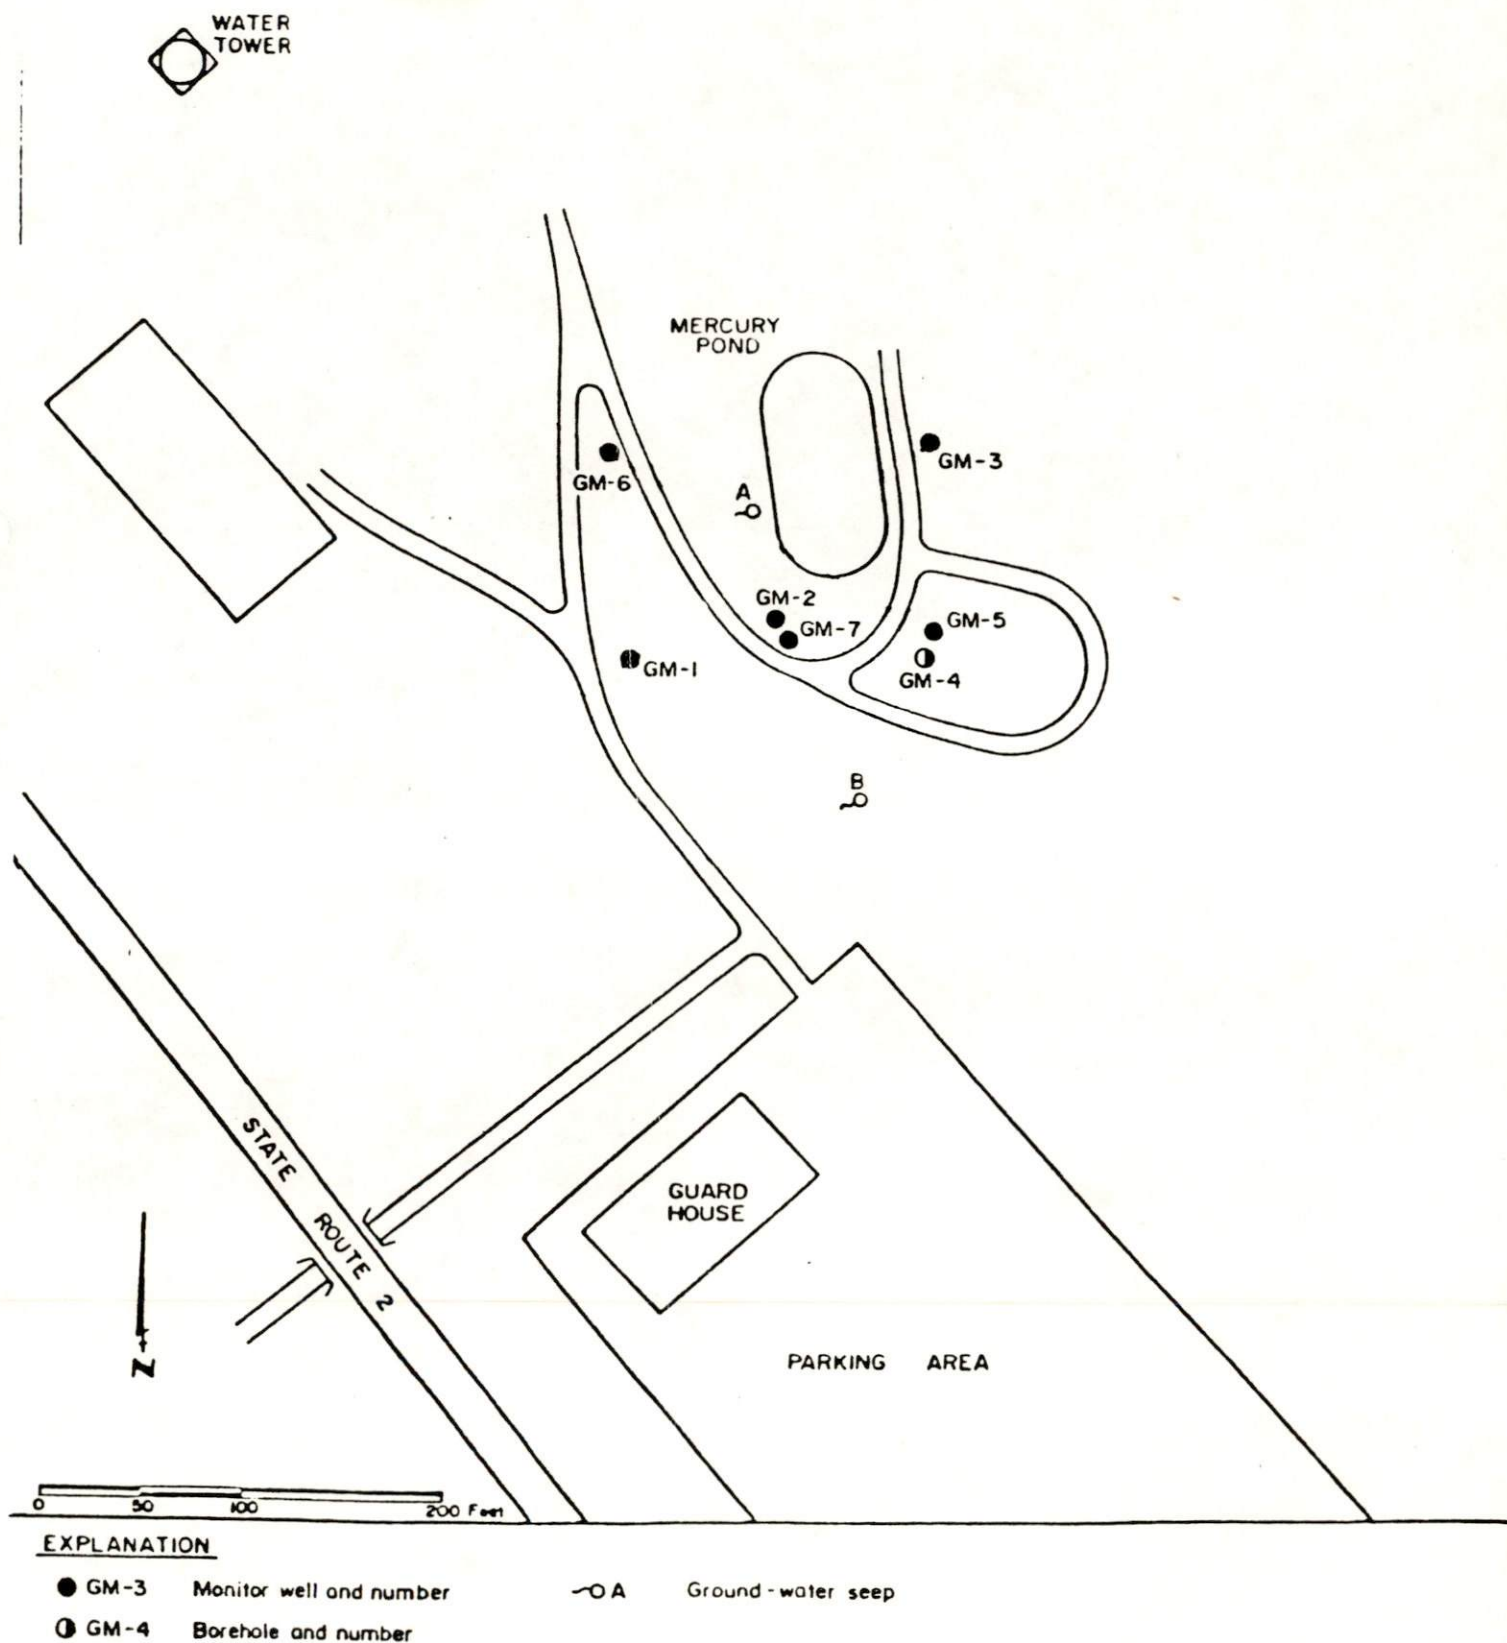 WATER
TOWER
MERCURY
POND
GM-3
GM-6
A
GM-2
GM-7
GM-5
GM-1
GM-4
B
STATE ROUTE 2
GUARD
HOUSE
N
PARKING AREA
0 50 100 200 Feet
EXPLANATION
GM-3 Monitor well and number
A Ground-water seep
GM-4 Borehole and number